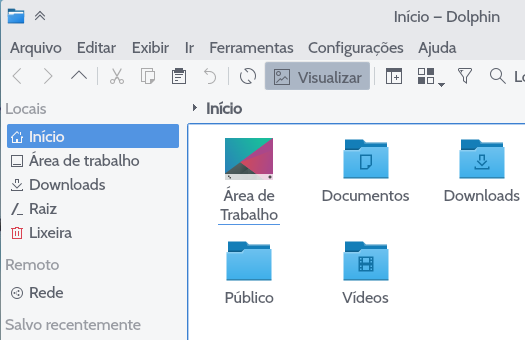 Início – Dolphin
Arquivo Editar Exibir Ir Ferramentas Configurações Ajuda
Visualizar
Locais
Início
Área de trabalho
Downloads
Raiz
Lixeira
Remoto
Rede
Salvo recentemente
Início
Área de
Trabalho
Documentos
Downloads
Público
Vídeos